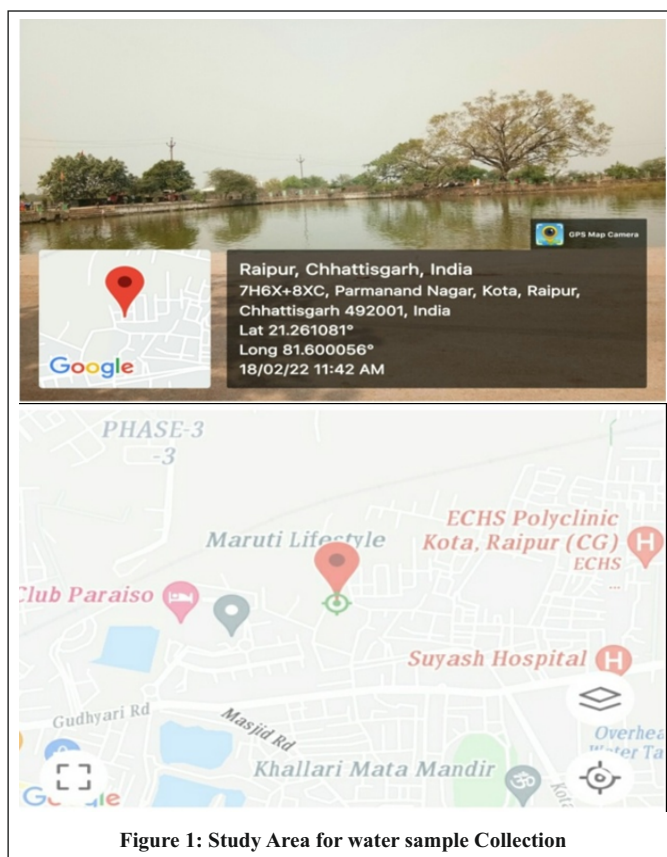 GPS Map Camera
Raipur, Chhattisgarh, India
7H6X+8XC, Parmanand Nagar, Kota, Raipur,
Chhattisgarh 492001, India
Lat 21.261081°
Long 81.600056°
18/02/22 11:42 AM
Google
PHASE-3
-3
Maruti Lifestyle
ECHS Polyclinic
Kota, Raipur (CG)
ECHS
...
H
Club Paraiso
Suyash Hospital
H
Gudhyari Rd
Masjid Rd
Khallari Mata Mandir
ॐ
Figure 1: Study Area for water sample Collection